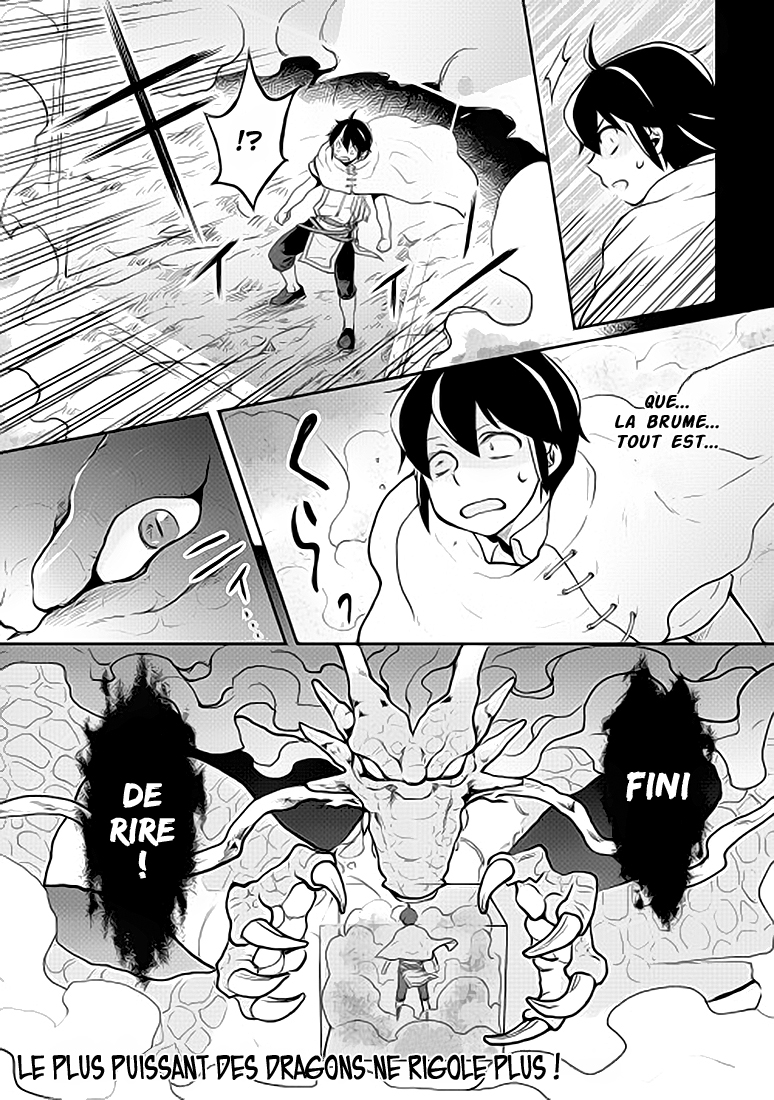 !?
QUE...
LA BRUME...
TOUT EST...
FINI
DE
RIRE
!
LE PLUS PUISSANT DES DRAGONS NE RIGOLE PLUS !